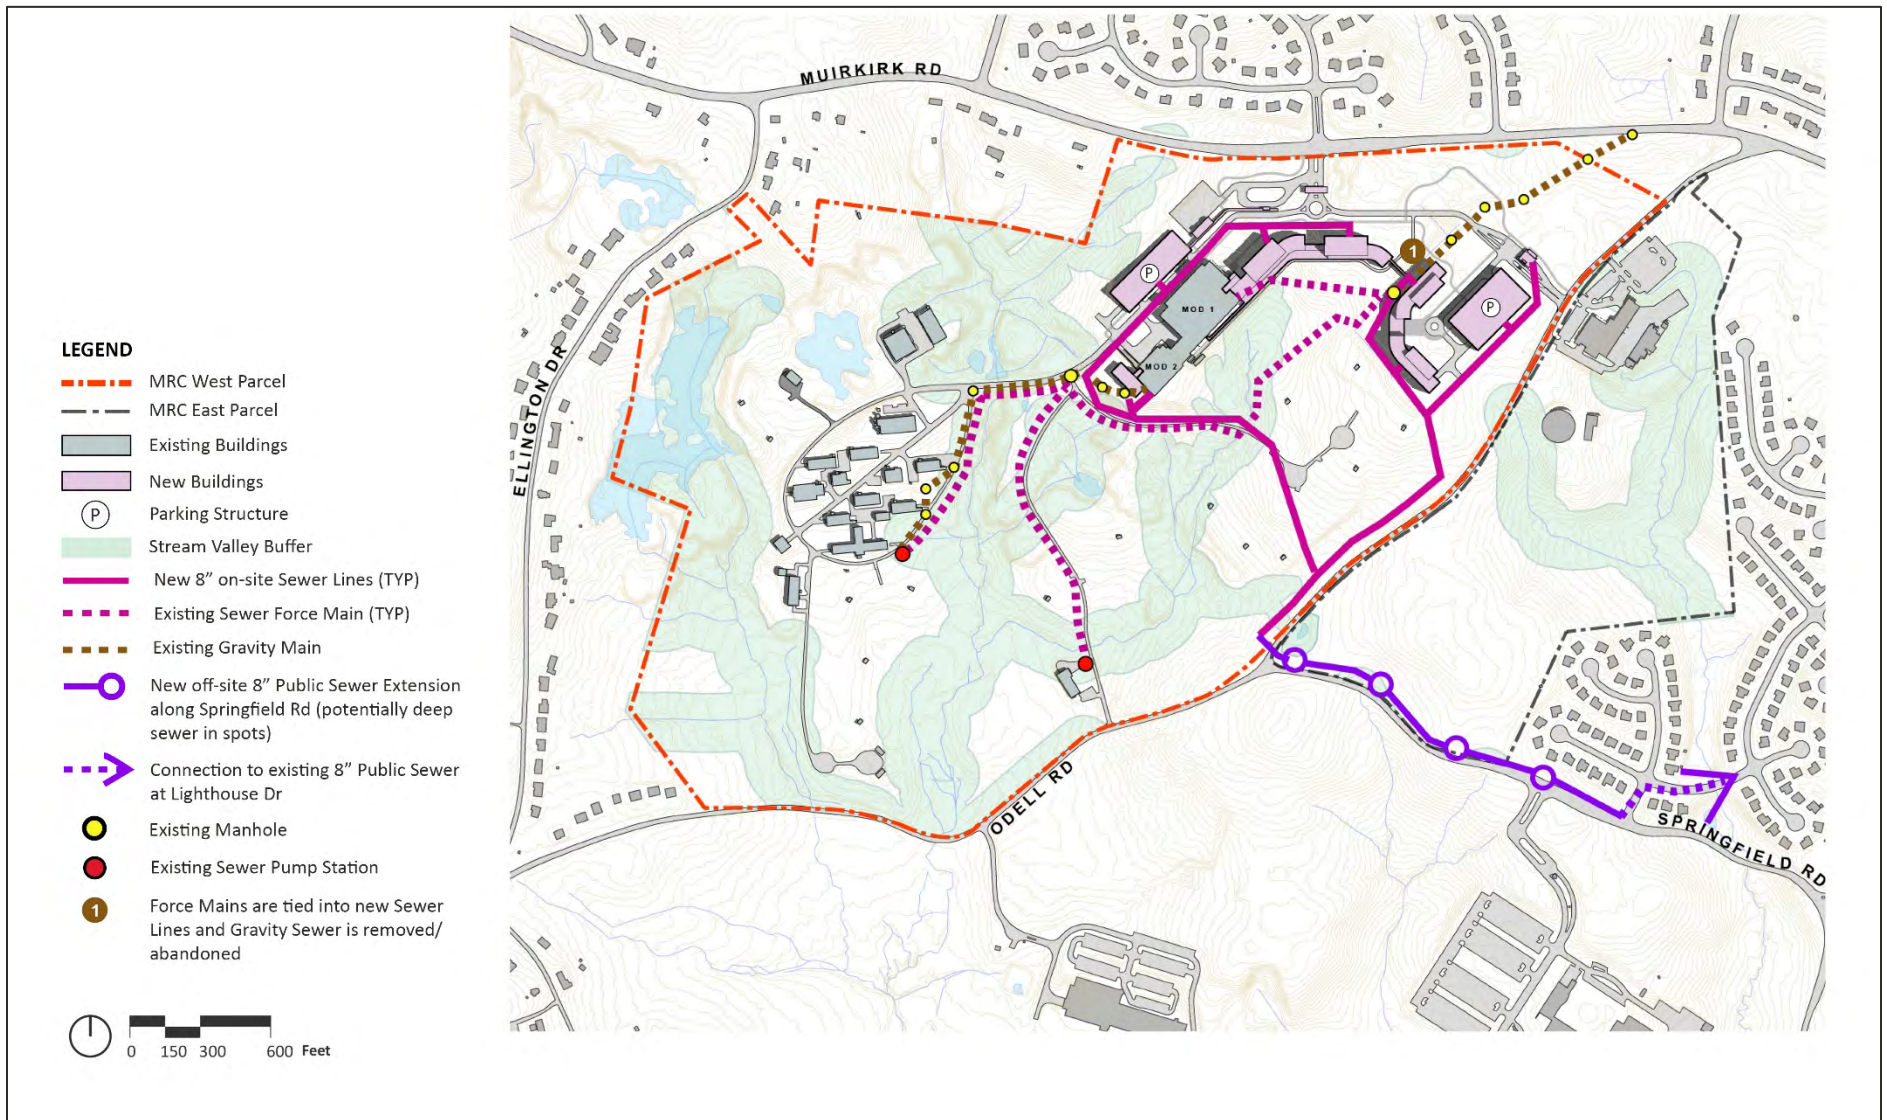 MUIRKIRK RD
ELLINGTON DR
P
1
P
MOD 1
MOD 2
ODELL RD
SPRINGFIELD RD
LEGEND
MRC West Parcel
MRC East Parcel
Existing Buildings
New Buildings
P Parking Structure
Stream Valley Buffer
New 8” on-site Sewer Lines (TYP)
Existing Sewer Force Main (TYP)
Existing Gravity Main
New off-site 8” Public Sewer Extension
along Springfield Rd (potentially deep
sewer in spots)
Connection to existing 8” Public Sewer
at Lighthouse Dr
Existing Manhole
Existing Sewer Pump Station
1 Force Mains are tied into new Sewer
Lines and Gravity Sewer is removed/
abandoned
0 150 300 600 Feet